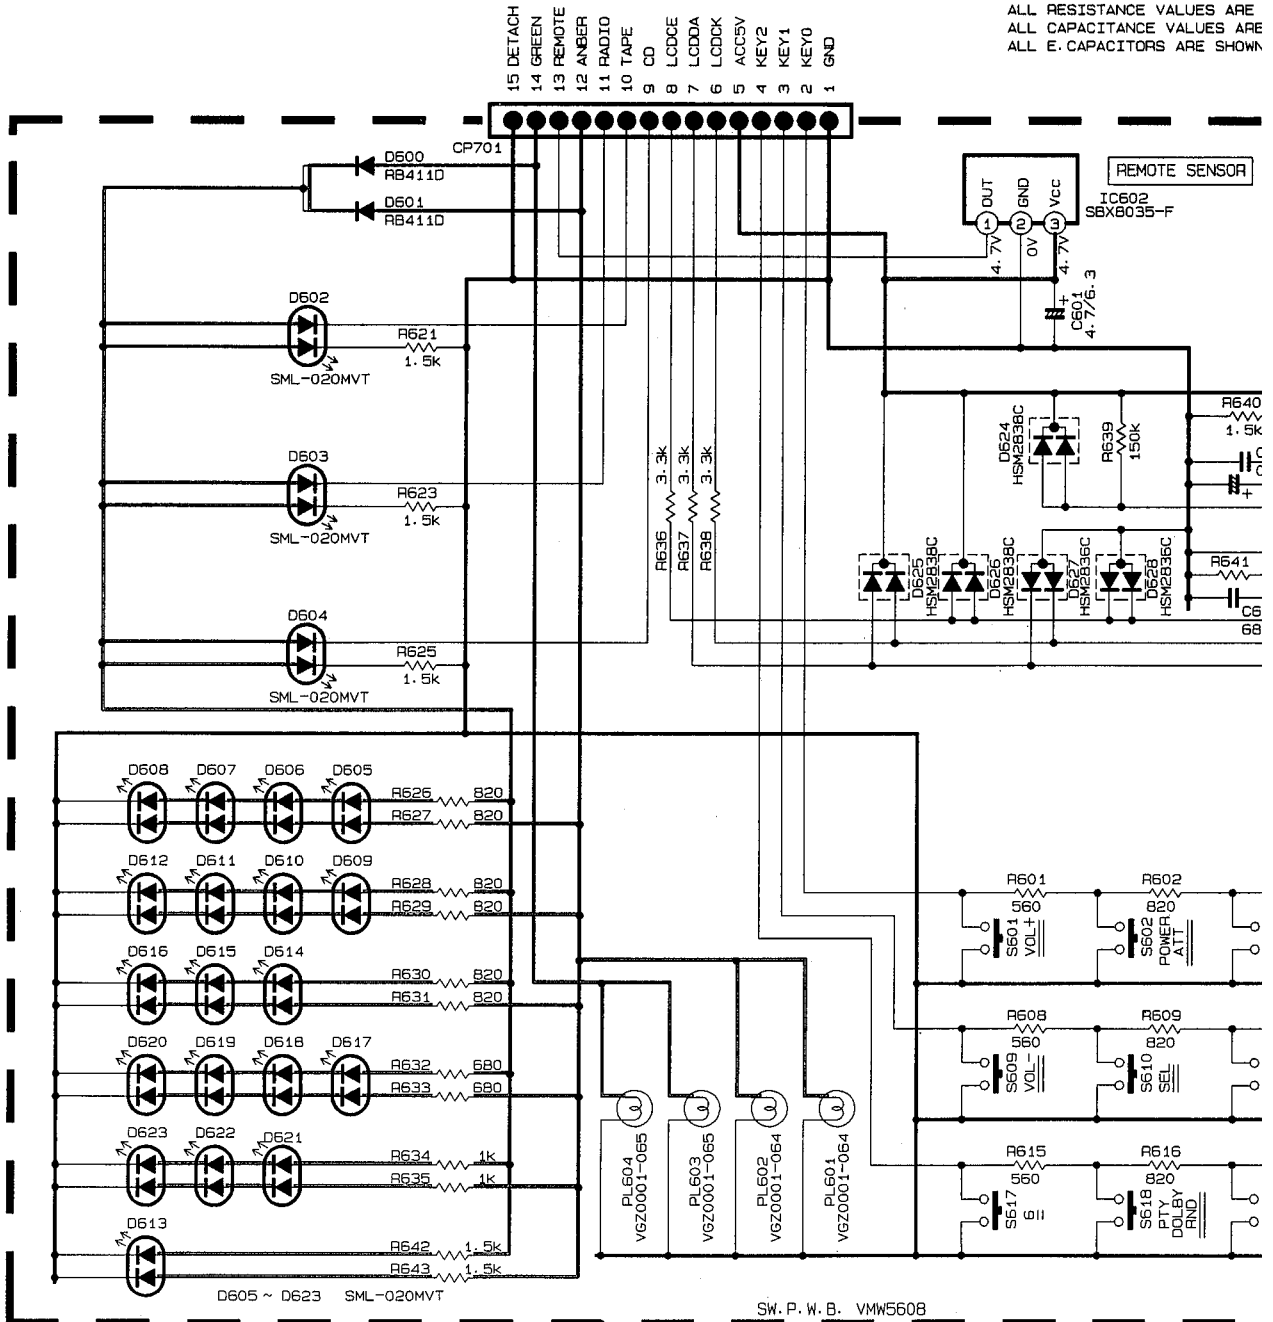 ALL RESISTANCE VALUES ARE
ALL CAPACITANCE VALUES ARE
ALL E.CAPACITORS ARE SHOWN
15 DETACH
14 GREEN
13 REMOTE
12 ANBER
11 RADIO
10 TAPE
9 CD
8 LCDCE
7 LCDDA
6 LCDCK
5 ACC5V
4 KEY2
3 KEY1
2 KEY0
1 GND
CP701
D600
RB411D
D601
RB411D
REMOTE SENSOR
IC602
SBX8035-F
OUT
GND
Vcc
1
2
3
4.7V
0V
4.7V
C601
4.7/6.3
D602
R621
1.5k
SML-020MVT
D603
R623
1.5k
SML-020MVT
D604
R625
1.5k
SML-020MVT
R636
3.3k
R637
3.3k
R638
3.3k
D624
HSM2838C
R639
150k
R640
1.5k
D625
HSM2838C
D626
HSM2838C
D627
HSM2836C
D628
HSM2836C
R641
C6
68
D608
D607
D606
D605
R626
820
R627
820
D612
D611
D610
D609
R628
820
R629
820
D616
D615
D614
R630
820
R631
820
D620
D619
D618
D617
R632
680
R633
680
D623
D622
D621
R634
1k
R635
1k
D613
R642
1.5k
R643
1.5k
D605 ~ D623 SML-020MVT
PL604
VGZ0001-065
PL603
VGZ0001-065
PL602
VGZ0001-064
PL601
VGZ0001-064
R601
560
R602
820
S601
VOL+
S602
POWER
ATT
R608
560
R609
820
S609
VOL-
S610
SEL
R615
560
R616
820
S617
6
S618
PTY
DOLBY
RND
SW.P.W.B. VMW5608